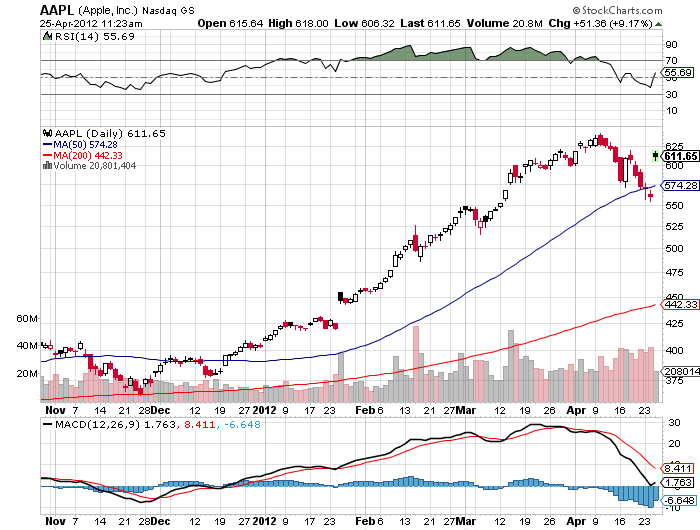 AAPL (Apple, Inc.) Nasdaq GS
© StockCharts.com
25-Apr-2012 11:23am
Open 615.64 High 618.00 Low 606.32 Last 611.65 Volume 20.8M Chg +51.36 (+9.17%)
RSI(14) 55.69
90
70
55.69
50
30
10
AAPL (Daily) 611.65
MA(50) 574.28
MA(200) 442.33
Volume 20,801,404
625
611.65
600
574.28
550
525
500
475
450
442.33
425
400
375
60M
40M
20M
208014
Nov 7 14 21 28 Dec 12 19 2012 9 17 23 Feb 6 13 21 27 Mar 12 19 26 Apr 9 16 23
MACD(12,26,9) 1.763, 8.411, -6.648
30
20
10
8.411
1.763
-6.648
-10
Nov 7 14 21 28 Dec 12 19 2012 9 17 23 Feb 6 13 21 27 Mar 12 19 26 Apr 9 16 23